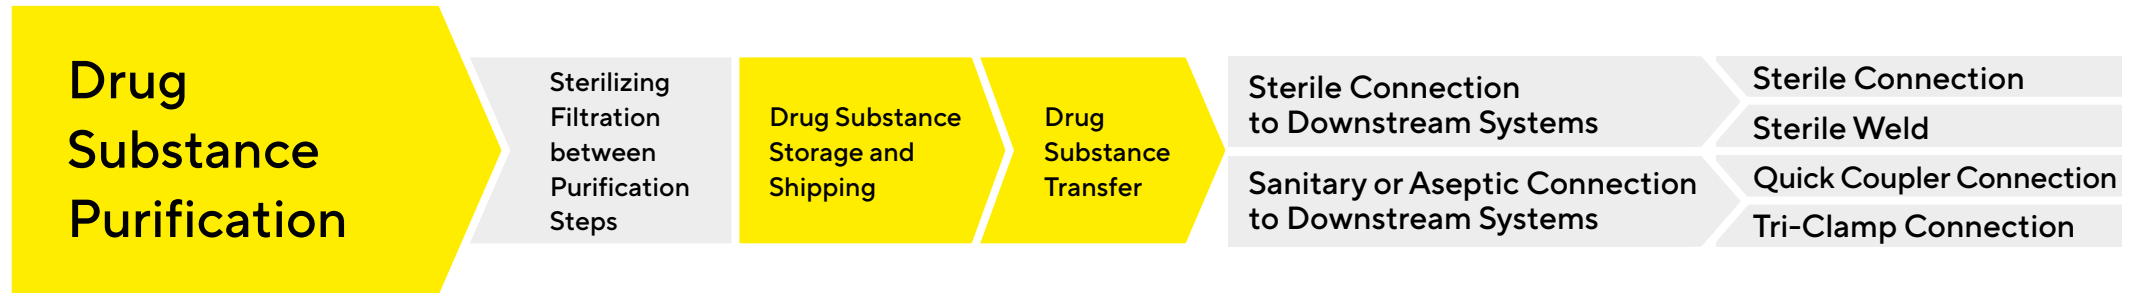 Drug
Substance
Purification
Sterilizing
Filtration
between
Purification
Steps
Drug Substance
Storage and
Shipping
Drug
Substance
Transfer
Sterile Connection
to Downstream Systems
Sanitary or Aseptic Connection
to Downstream Systems
Sterile Connection
Sterile Weld
Quick Coupler Connection
Tri-Clamp Connection